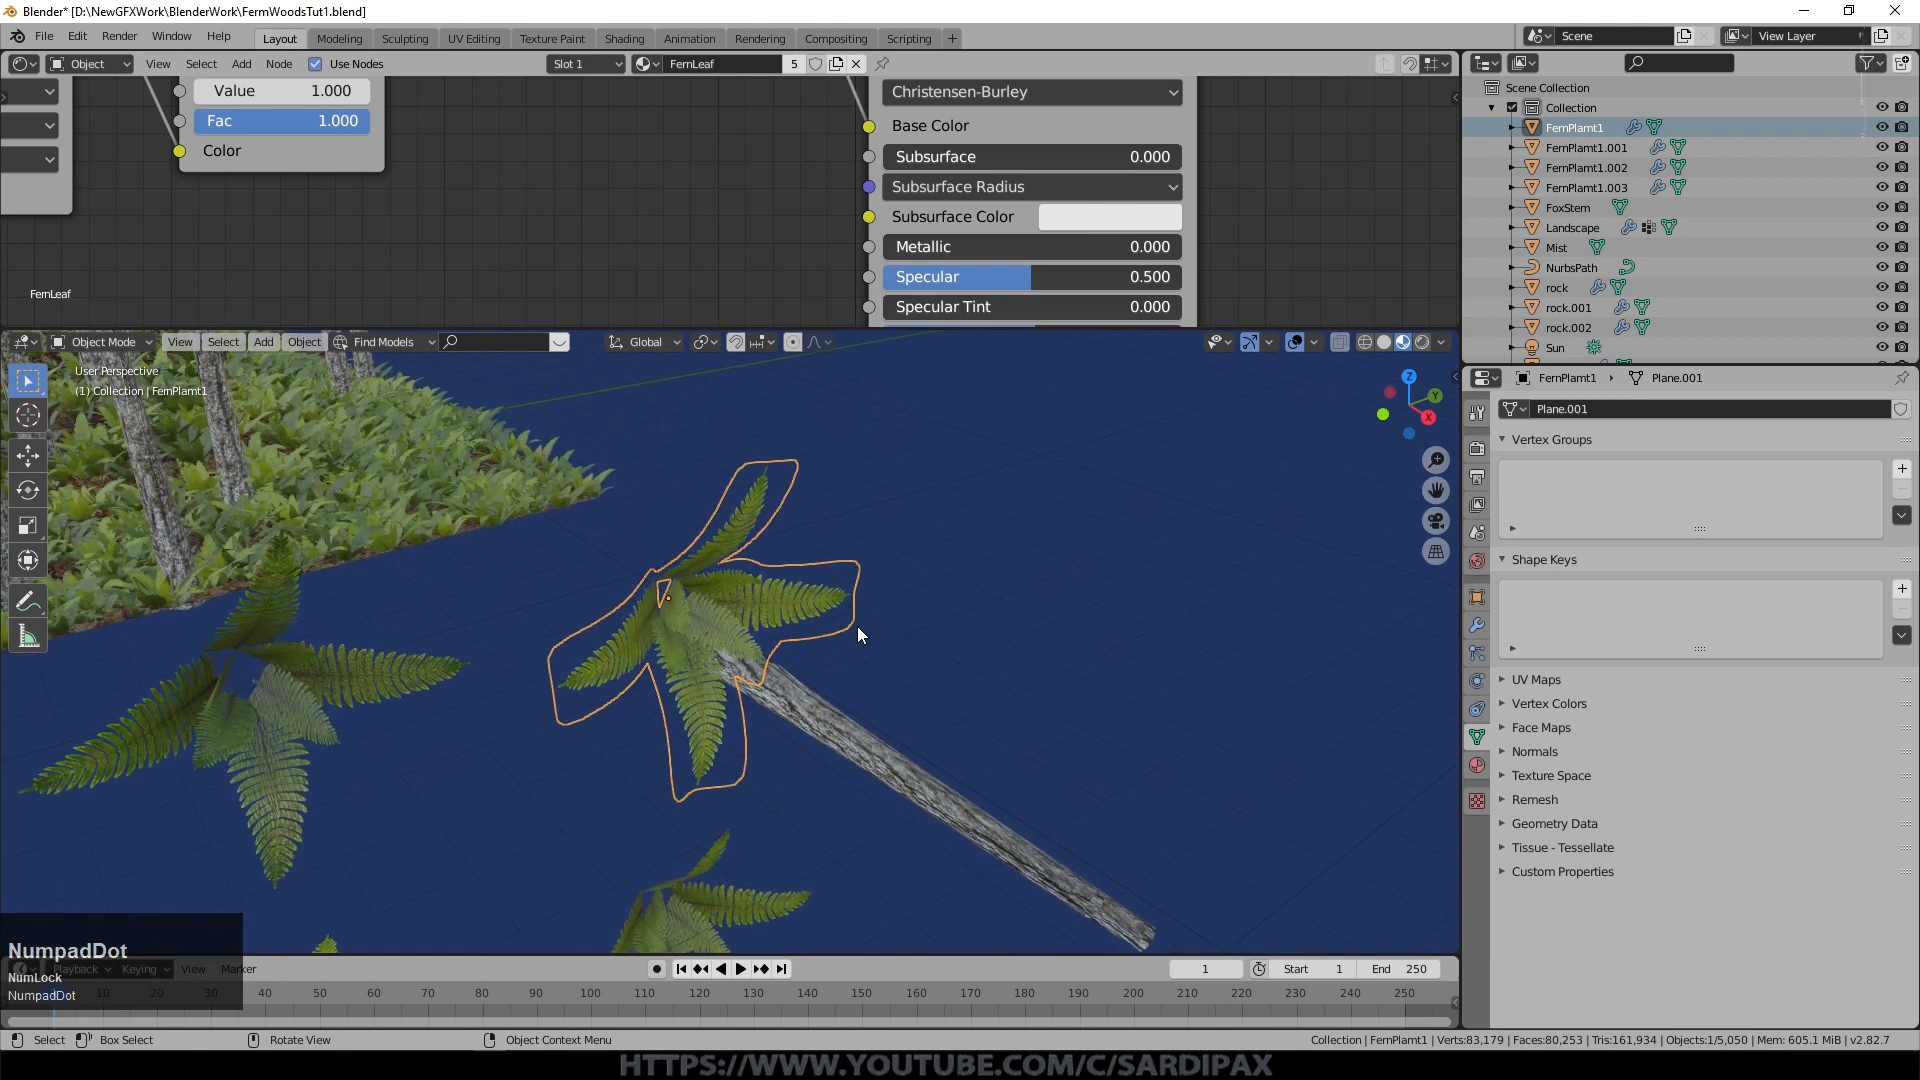 Blender* [D:\NewGFXWork\BlenderWork\FermWoodsTut1.blend]
File Edit Render Window Help Layout Modeling Sculpting UV Editing Texture Paint Shading Animation Rendering Compositing Scripting + Scene View Layer
Object View Select Add Node Use Nodes Slot 1 FernLeaf 5
Value 1.000
Fac 1.000
Color
FernLeaf
Christensen-Burley
Base Color
Subsurface 0.000
Subsurface Radius
Subsurface Color
Metallic 0.000
Specular 0.500
Specular Tint 0.000
Scene Collection
Collection
FernPlamt1
FernPlamt1.001
FernPlamt1.002
FernPlamt1.003
FoxStem
Landscape
Mist
NurbsPath
rock
rock.001
rock.002
Sun
Object Mode View Select Add Object Find Models Global
User Perspective
(1) Collection | FernPlamt1
Z
Y
X
FernPlamt1 Plane.001
Plane.001
Vertex Groups
Shape Keys
UV Maps
Vertex Colors
Face Maps
Normals
Texture Space
Remesh
Geometry Data
Tissue - Tessellate
Custom Properties
NumpadDot
NumLock
NumpadDot
Playback Keying View Marker 1 Start 1 End 250
10 20 30 40 50 60 70 80 90 100 110 120 130 140 150 160 170 180 190 200 210 220 230 240 250
Select Box Select Rotate View Object Context Menu Collection | FernPlamt1 | Verts:83,179 | Faces:80,253 | Tris:161,934 | Objects:1/5,050 | Mem: 605.1 MiB | v2.82.7
HTTPS://WWW.YOUTUBE.COM/C/SARDIPAX